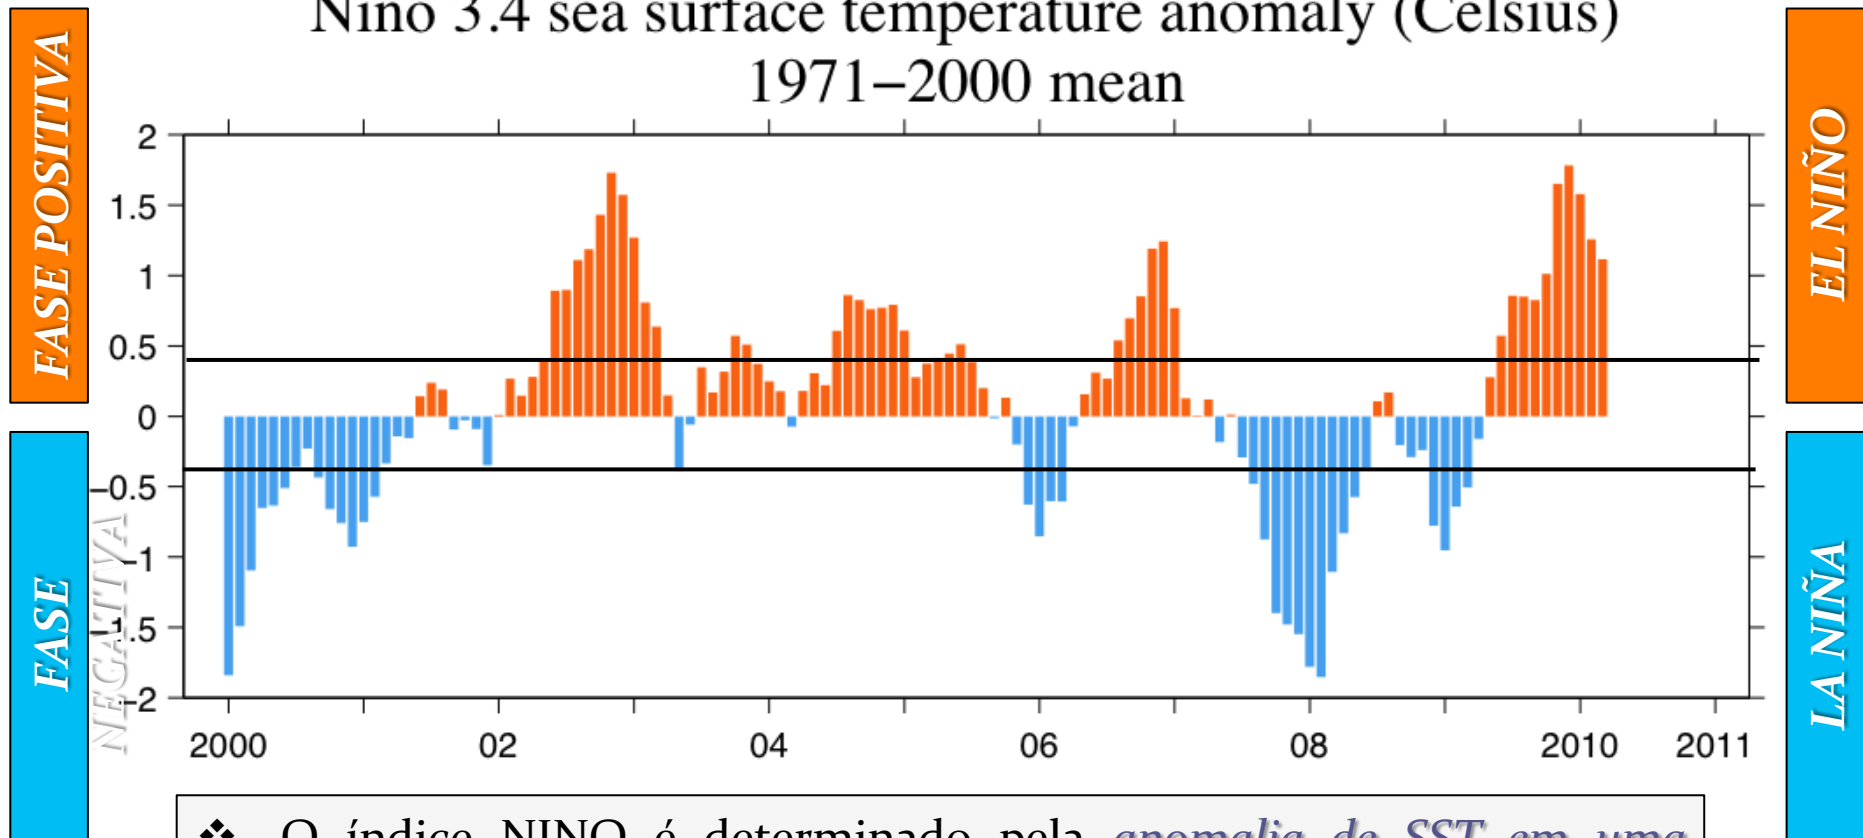 Nino 3.4 sea surface temperature anomaly (Celsius)
1971–2000 mean
FASE POSITIVA
EL NIÑO
2
1.5
1
0.5
0
−0.5
−1
−1.5
−2
FASE
NEGATIVA
LA NIÑA
2000 02 04 06 08 2010 2011
❖ O índice NINO é determinado pela anomalia de SST em uma